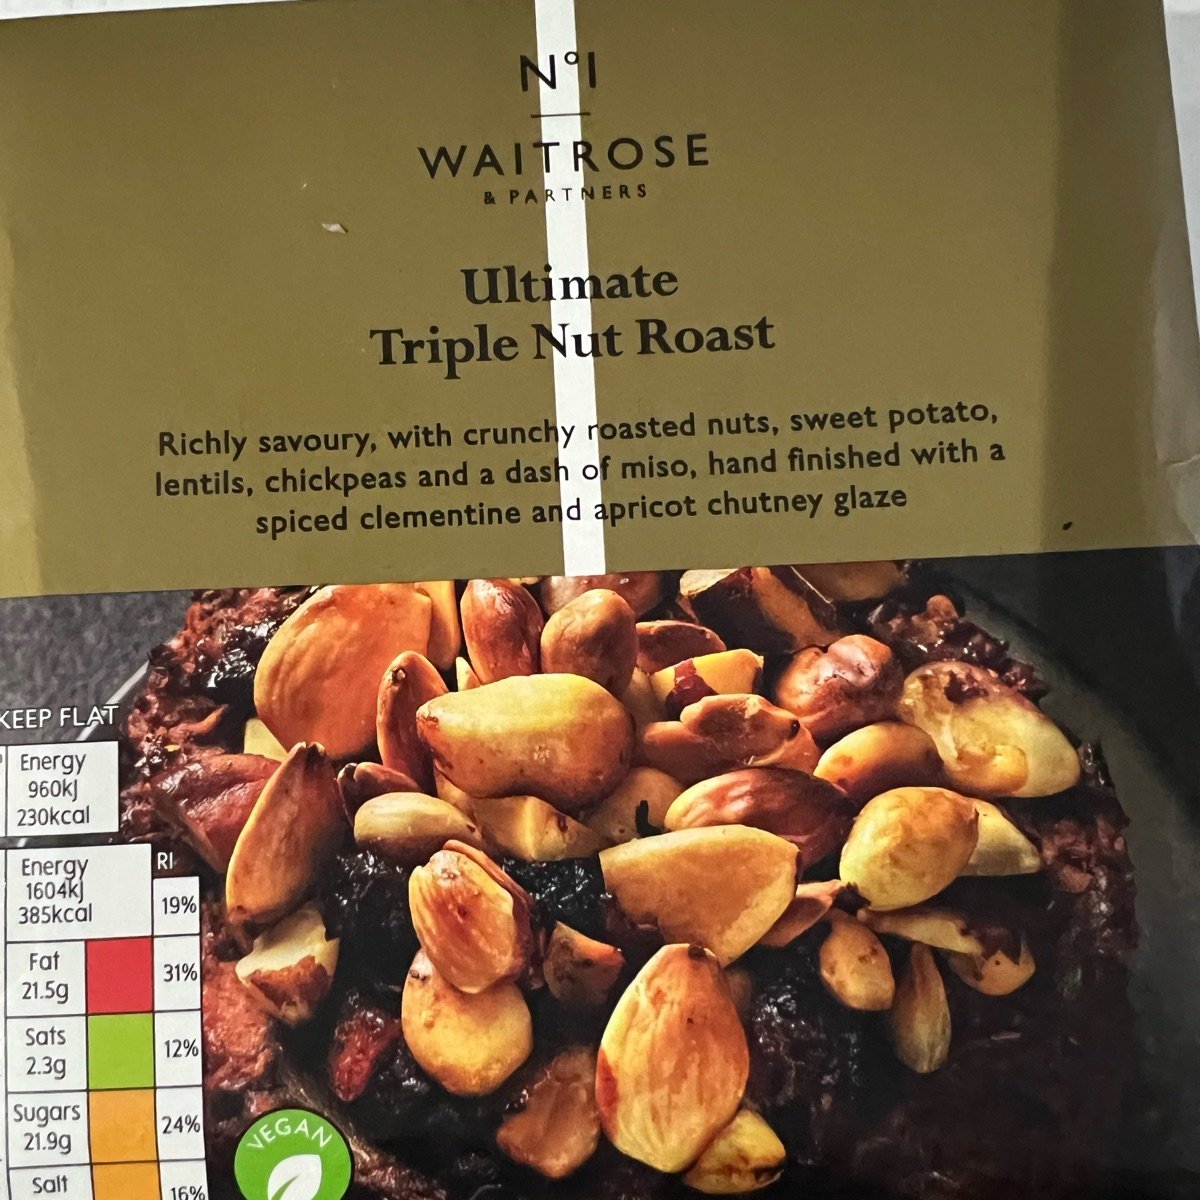 N°1
WAITROSE
& PARTNERS
Ultimate
Triple Nut Roast
Richly savoury, with crunchy roasted nuts, sweet potato,
lentils, chickpeas and a dash of miso, hand finished with a
spiced clementine and apricot chutney glaze
KEEP FLAT
Energy
960kJ
230kcal
Energy
1604kJ
385kcal
RI
19%
Fat
21.5g
31%
Sats
2.3g
12%
Sugars
21.9g
24%
Salt
16%
VEGAN